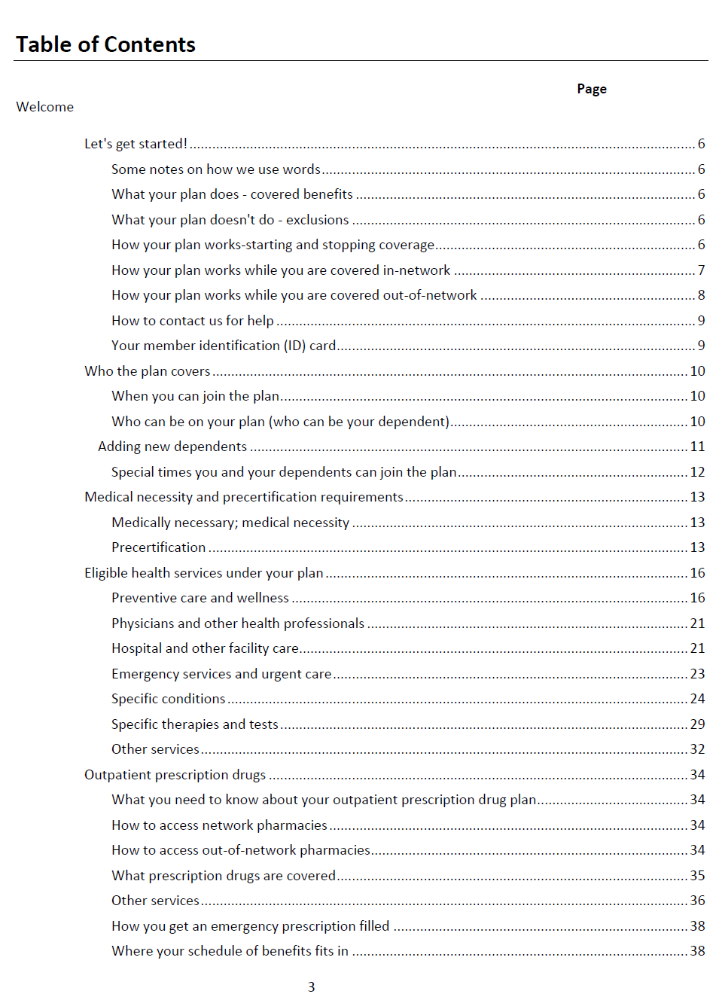 Table of Contents
Page
Welcome
Let's get started! ........ 6
Some notes on how we use words ........ 6
What your plan does - covered benefits ........ 6
What your plan doesn't do - exclusions ........ 6
How your plan works-starting and stopping coverage ........ 6
How your plan works while you are covered in-network ........ 7
How your plan works while you are covered out-of-network ........ 8
How to contact us for help ........ 9
Your member identification (ID) card ........ 9
Who the plan covers ........ 10
When you can join the plan ........ 10
Who can be on your plan (who can be your dependent) ........ 10
Adding new dependents ........ 11
Special times you and your dependents can join the plan ........ 12
Medical necessity and precertification requirements ........ 13
Medically necessary; medical necessity ........ 13
Precertification ........ 13
Eligible health services under your plan ........ 16
Preventive care and wellness ........ 16
Physicians and other health professionals ........ 21
Hospital and other facility care ........ 21
Emergency services and urgent care ........ 23
Specific conditions ........ 24
Specific therapies and tests ........ 29
Other services ........ 32
Outpatient prescription drugs ........ 34
What you need to know about your outpatient prescription drug plan ........ 34
How to access network pharmacies ........ 34
How to access out-of-network pharmacies ........ 34
What prescription drugs are covered ........ 35
Other services ........ 36
How you get an emergency prescription filled ........ 38
Where your schedule of benefits fits in ........ 38
3